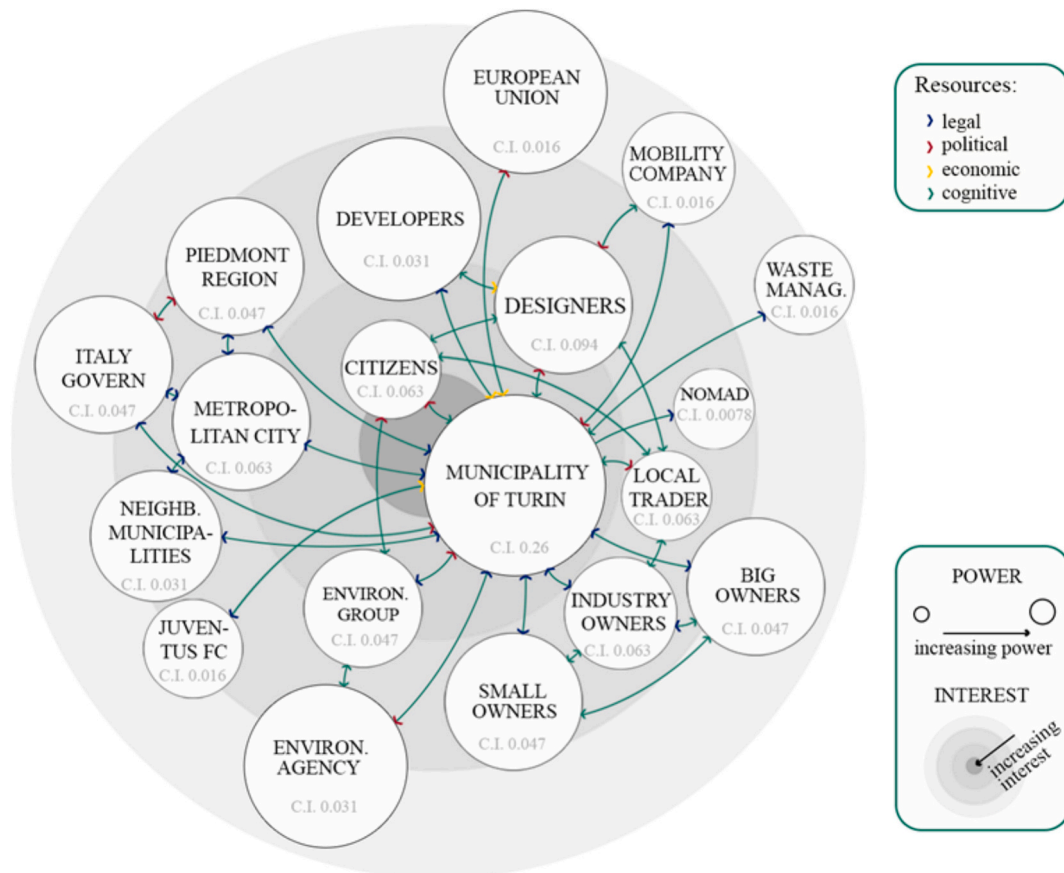 EUROPEAN
UNION
C.I. 0.016
MOBILITY
COMPANY
C.I. 0.016
DEVELOPERS
C.I. 0.031
PIEDMONT
REGION
C.I. 0.047
WASTE
MANAG.
C.I. 0.016
DESIGNERS
C.I. 0.094
ITALY
GOVERN
C.I. 0.047
CITIZENS
C.I. 0.063
NOMAD
C.I. 0.0078
METROPO-
LITAN CITY
C.I. 0.063
MUNICIPALITY
OF TURIN
C.I. 0.26
LOCAL
TRADER
C.I. 0.063
NEIGHB.
MUNICIPA-
LITIES
C.I. 0.031
ENVIRON.
GROUP
C.I. 0.047
INDUSTRY
OWNERS
C.I. 0.063
BIG
OWNERS
C.I. 0.047
JUVEN-
TUS FC
C.I. 0.016
SMALL
OWNERS
C.I. 0.047
ENVIRON.
AGENCY
C.I. 0.031
Resources:
legal
political
economic
cognitive
POWER
increasing power
INTEREST
increasing
interest